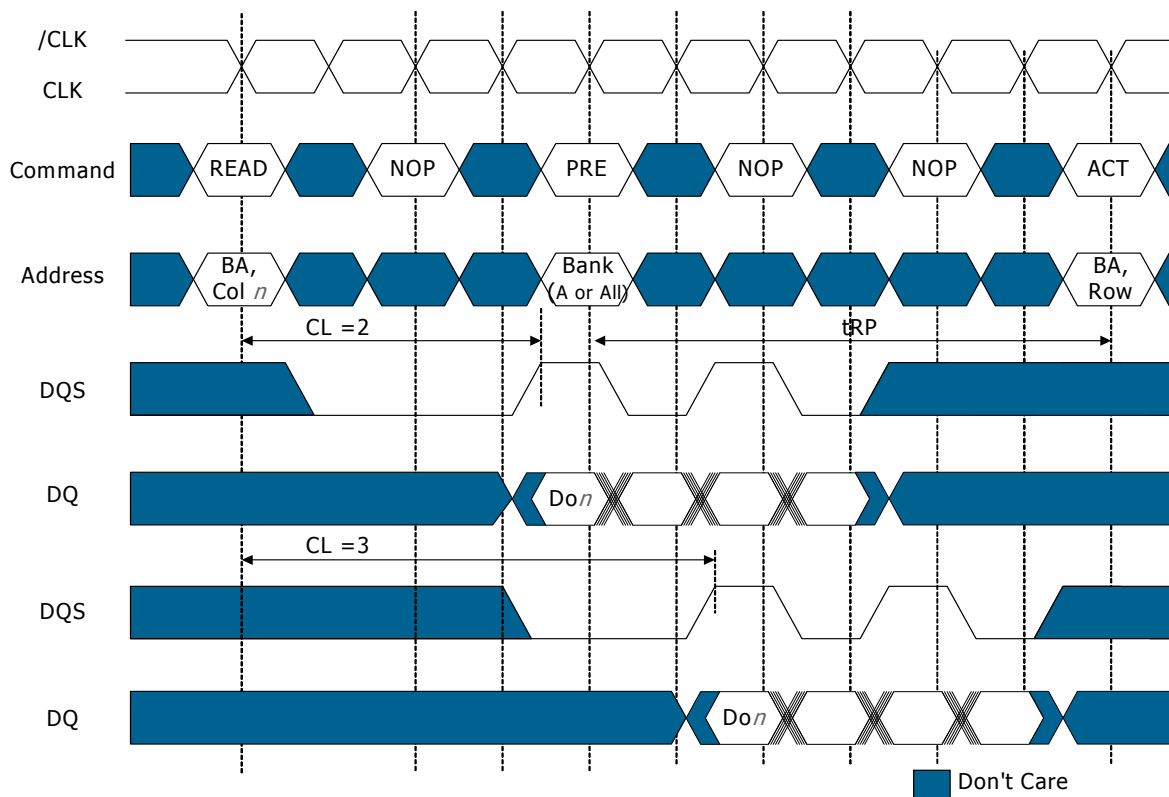 /CLK
CLK
Command READ NOP PRE NOP NOP ACT
Address BA, Col n Bank (A or All) BA, Row
CL =2 tRP
DQS
DQ Don
CL =3
DQS
DQ Don
Don't Care